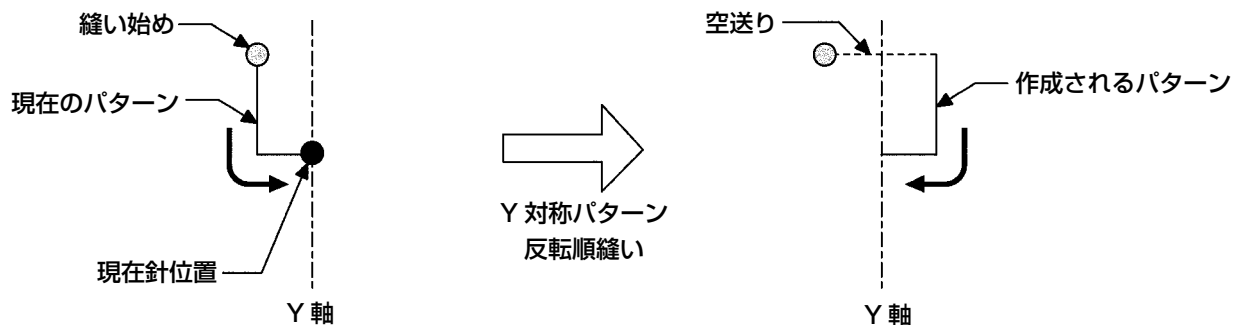 縫い始め
現在のパターン
現在針位置
Y 軸
Y 対称パターン
反転順縫い
空送り
作成されるパターン
Y 軸